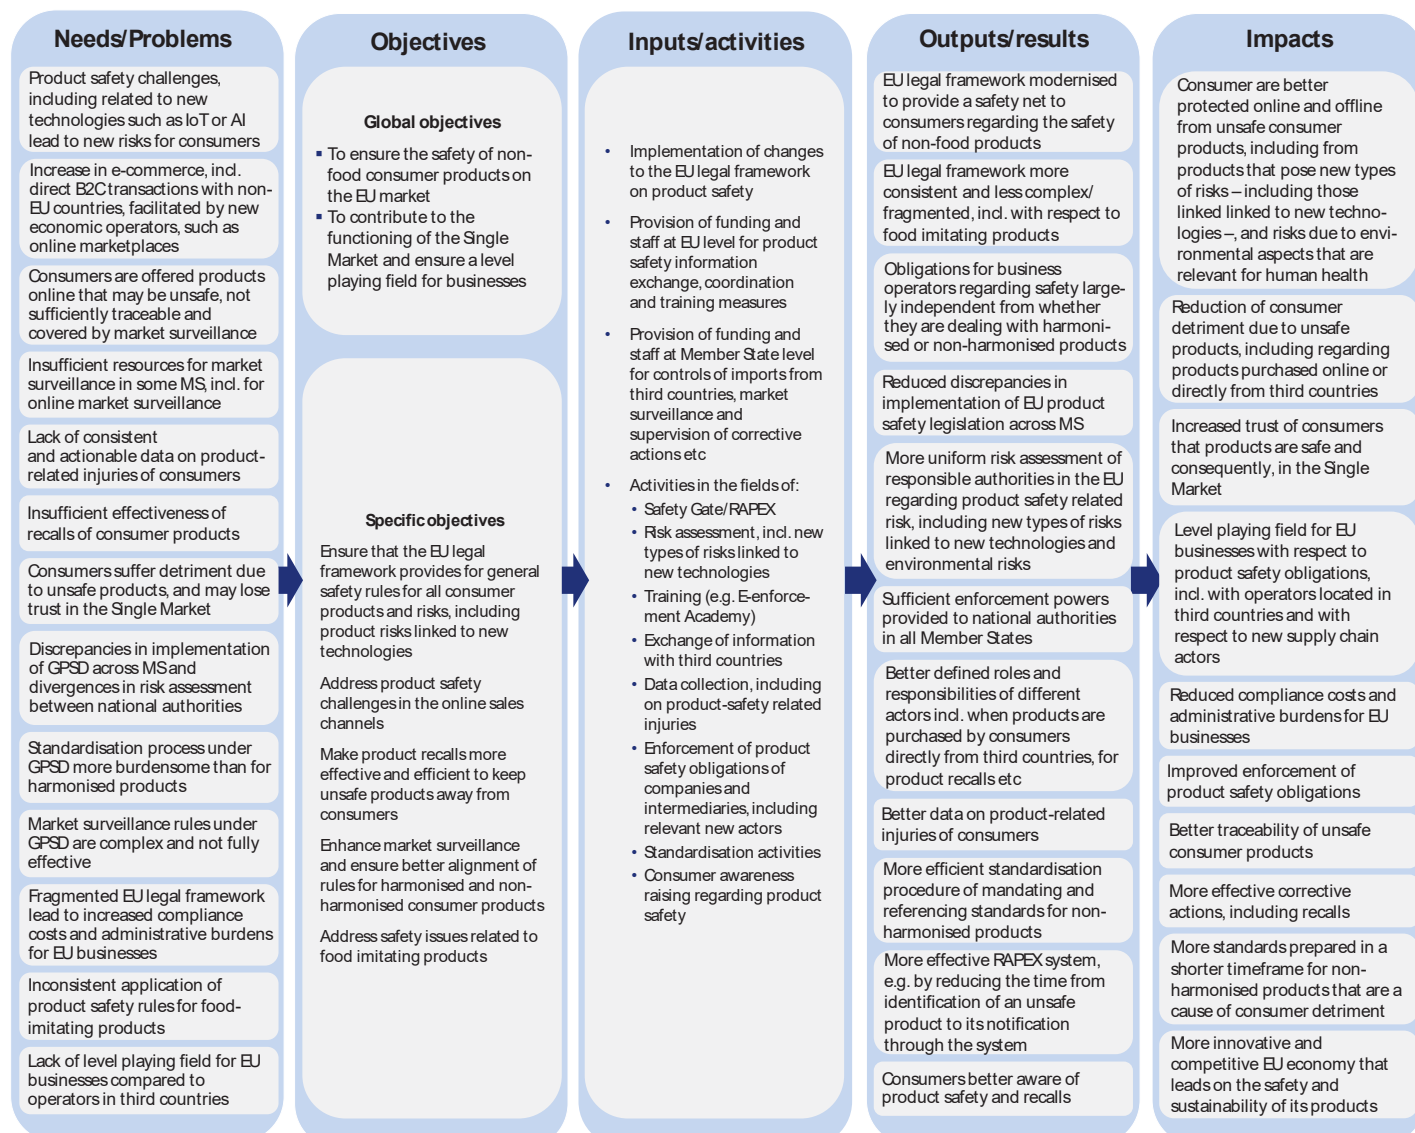 Needs/Problems
Product safety challenges,
including related to new
technologies such as IoT or AI
lead to new risks for consumers
Increase in e-commerce, incl.
direct B2C transactions with non-
EU countries, facilitated by new
economic operators, such as
online marketplaces
Consumers are offered products
online that may be unsafe, not
sufficiently traceable and
covered by market surveillance
Insufficient resources for market
surveillance in some MS, incl. for
online market surveillance
Lack of consistent
and actionable data on product-
related injuries of consumers
Insufficient effectiveness of
recalls of consumer products
Consumers suffer detriment due
to unsafe products, and may lose
trust in the Single Market
Discrepancies in implementation
of GPSD across MS and
divergences in risk assessment
between national authorities
Standardisation process under
GPSD more burdensome than for
harmonised products
Market surveillance rules under
GPSD are complex and not fully
effective
Fragmented EU legal framework
lead to increased compliance
costs and administrative burdens
for EU businesses
Inconsistent application of
product safety rules for food-
imitating products
Lack of level playing field for EU
businesses compared to
operators in third countries
Objectives
Global objectives
▪ To ensure the safety of non-
food consumer products on
the EU market
▪ To contribute to the
functioning of the Single
Market and ensure a level
playing field for businesses
Specific objectives
Ensure that the EU legal
framework provides for general
safety rules for all consumer
products and risks, including
product risks linked to new
technologies
Address product safety
challenges in the online sales
channels
Make product recalls more
effective and efficient to keep
unsafe products away from
consumers
Enhance market surveillance
and ensure better alignment of
rules for harmonised and non-
harmonised consumer products
Address safety issues related to
food imitating products
Inputs/activities
• Implementation of changes
to the EU legal framework
on product safety
• Provision of funding and
staff at EU level for product
safety information
exchange, coordination
and training measures
• Provision of funding and
staff at Member State level
for controls of imports from
third countries, market
surveillance and
supervision of corrective
actions etc
• Activities in the fields of:
• Safety Gate/RAPEX
• Risk assessment, incl. new
types of risks linked to
new technologies
• Training (e.g. E-enforce-
ment Academy)
• Exchange of information
with third countries
• Data collection, including
on product-safety related
injuries
• Enforcement of product
safety obligations of
companies and
intermediaries, including
relevant new actors
• Standardisation activities
• Consumer awareness
raising regarding product
safety
Outputs/results
EU legal framework modernised
to provide a safety net to
consumers regarding the safety
of non-food products
EU legal framework more
consistent and less complex/
fragmented, incl. with respect to
food imitating products
Obligations for business
operators regarding safety large-
ly independent from whether
they are dealing with harmoni-
sed or non-harmonised products
Reduced discrepancies in
implementation of EU product
safety legislation across MS
More uniform risk assessment of
responsible authorities in the EU
regarding product safety related
risk, including new types of risks
linked to new technologies and
environmental risks
Sufficient enforcement powers
provided to national authorities
in all Member States
Better defined roles and
responsibilities of different
actors incl. when products are
purchased by consumers
directly from third countries, for
product recalls etc
Better data on product-related
injuries of consumers
More efficient standardisation
procedure of mandating and
referencing standards for non-
harmonised products
More effective RAPEX system,
e.g. by reducing the time from
identification of an unsafe
product to its notification
through the system
Consumers better aware of
product safety and recalls
Impacts
Consumer are better
protected online and offline
from unsafe consumer
products, including from
products that pose new types
of risks – including those
linked linked to new techno-
logies –, and risks due to envi-
ronmental aspects that are
relevant for human health
Reduction of consumer
detriment due to unsafe
products, including regarding
products purchased online or
directly from third countries
Increased trust of consumers
that products are safe and
consequently, in the Single
Market
Level playing field for EU
businesses with respect to
product safety obligations,
incl. with operators located in
third countries and with
respect to new supply chain
actors
Reduced compliance costs and
administrative burdens for EU
businesses
Improved enforcement of
product safety obligations
Better traceability of unsafe
consumer products
More effective corrective
actions, including recalls
More standards prepared in a
shorter timeframe for non-
harmonised products that are a
cause of consumer detriment
More innovative and
competitive EU economy that
leads on the safety and
sustainability of its products